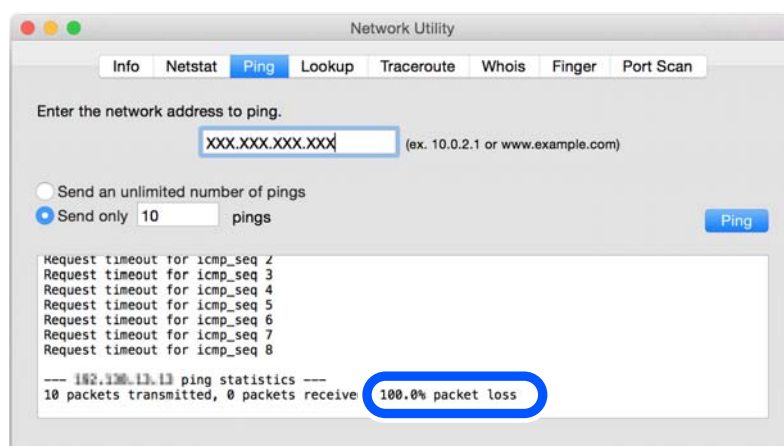 Network Utility
Info Netstat Ping Lookup Traceroute Whois Finger Port Scan
Enter the network address to ping.
XXX.XXX.XXX.XXX (ex. 10.0.2.1 or www.example.com)
Send an unlimited number of pings
Send only 10 pings
Ping
Request timeout for icmp_seq 2
Request timeout for icmp_seq 3
Request timeout for icmp_seq 4
Request timeout for icmp_seq 5
Request timeout for icmp_seq 6
Request timeout for icmp_seq 7
Request timeout for icmp_seq 8
--- ping statistics ---
10 packets transmitted, 0 packets receive 100.0% packet loss